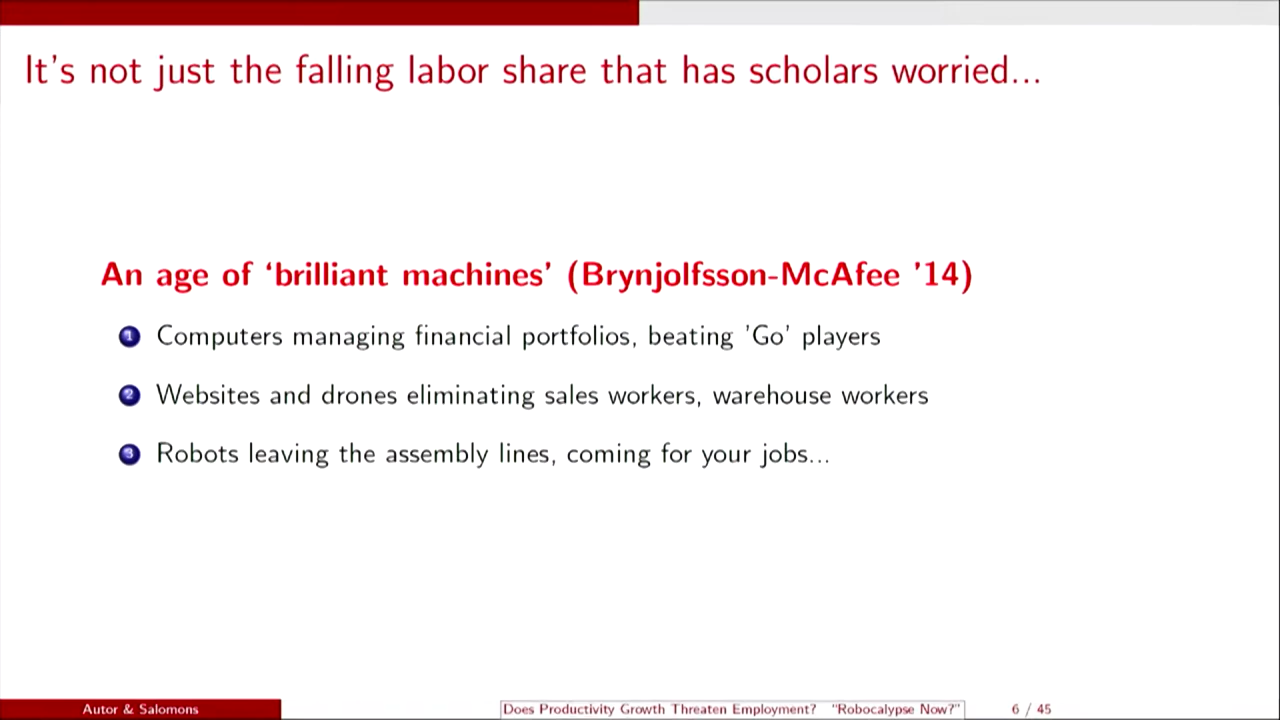 It's not just the falling labor share that has scholars worried...
An age of ‘brilliant machines’ (Brynjolfsson-McAfee ’14)
1 Computers managing financial portfolios, beating 'Go' players
2 Websites and drones eliminating sales workers, warehouse workers
3 Robots leaving the assembly lines, coming for your jobs...
Autor & Salomons Does Productivity Growth Threaten Employment? "Robocalypse Now?" 6 / 45